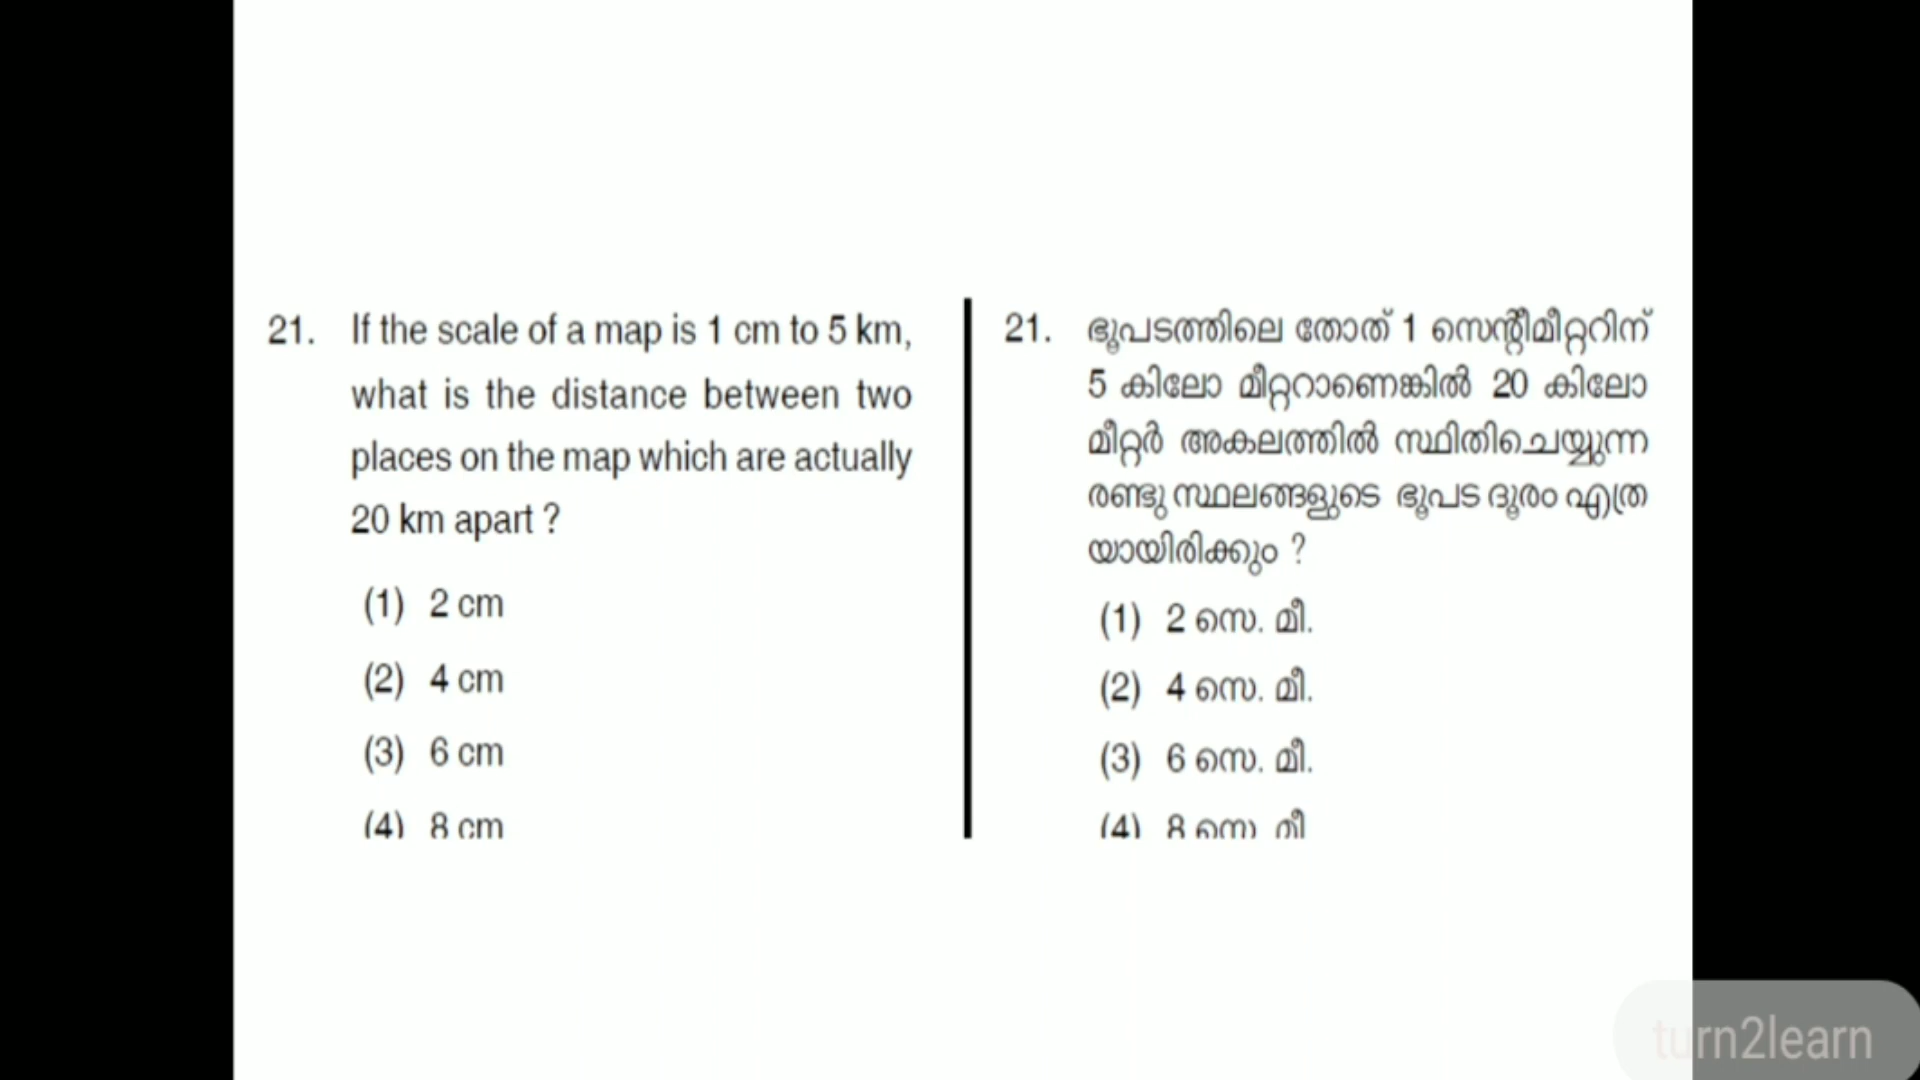 21. If the scale of a map is 1 cm to 5 km,
what is the distance between two
places on the map which are actually
20 km apart ?
(1) 2 cm
(2) 4 cm
(3) 6 cm
(4) 8 cm
21. ഭൂപടത്തിലെ തോത് 1 സെന്റീമീറ്ററിന്
5 കിലോ മീറ്ററാണെങ്കിൽ 20 കിലോ
മീറ്റർ അകലത്തിൽ സ്ഥിതിചെയ്യുന്ന
രണ്ടു സ്ഥലങ്ങളുടെ ഭൂപട ദൂരം എത്ര
യായിരിക്കും ?
(1) 2 സെ. മീ.
(2) 4 സെ. മീ.
(3) 6 സെ. മീ.
(4) 8 സെ. മീ
turn2learn